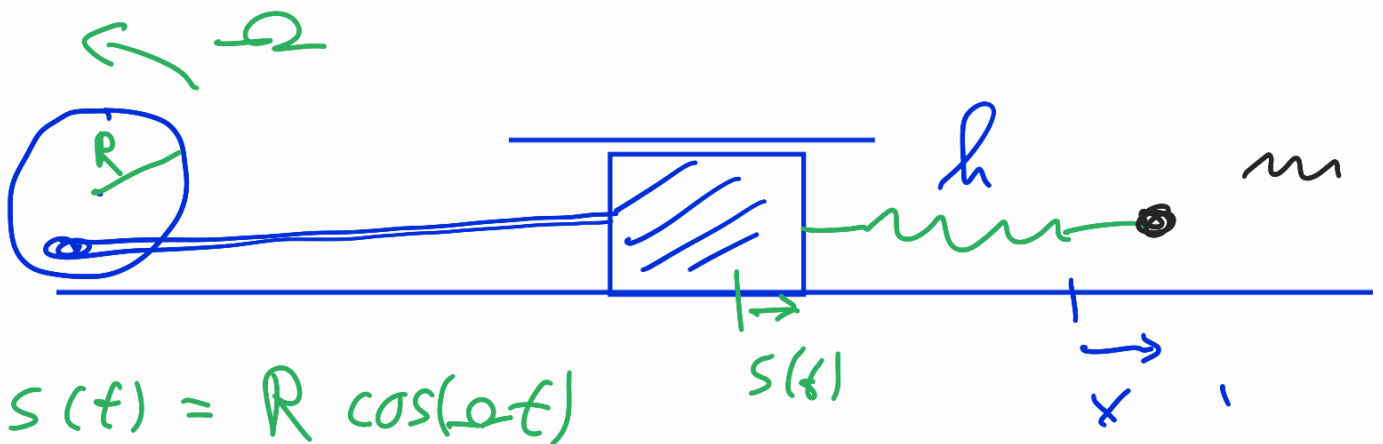 Ω
R
k
m
s(t)
x
s(t) = R cos(Ωt)